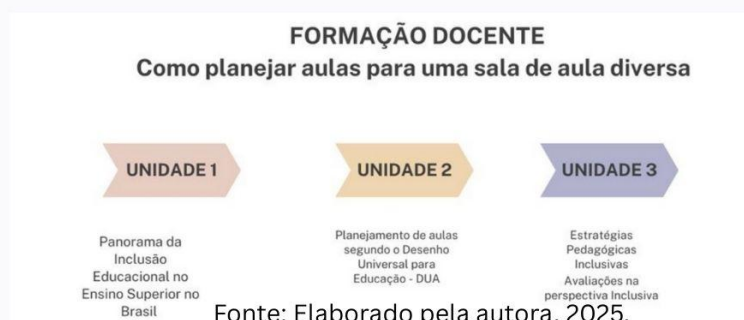 FORMAÇÃO DOCENTE
Como planejar aulas para uma sala de aula diversa
UNIDADE 1
UNIDADE 2
UNIDADE 3
Panorama da
Inclusão
Educacional no
Ensino Superior no
Brasil
Planejamento de aulas
segundo o Desenho
Universal para
Educação - DUA
Estratégias
Pedagógicas
Inclusivas
Avaliações na
perspectiva Inclusiva
Fonte: Elaborado pela autora, 2025.